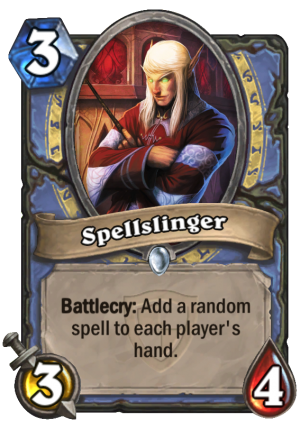 3
Spellslinger
Battlecry: Add a random
spell to each player's
hand.
3
4